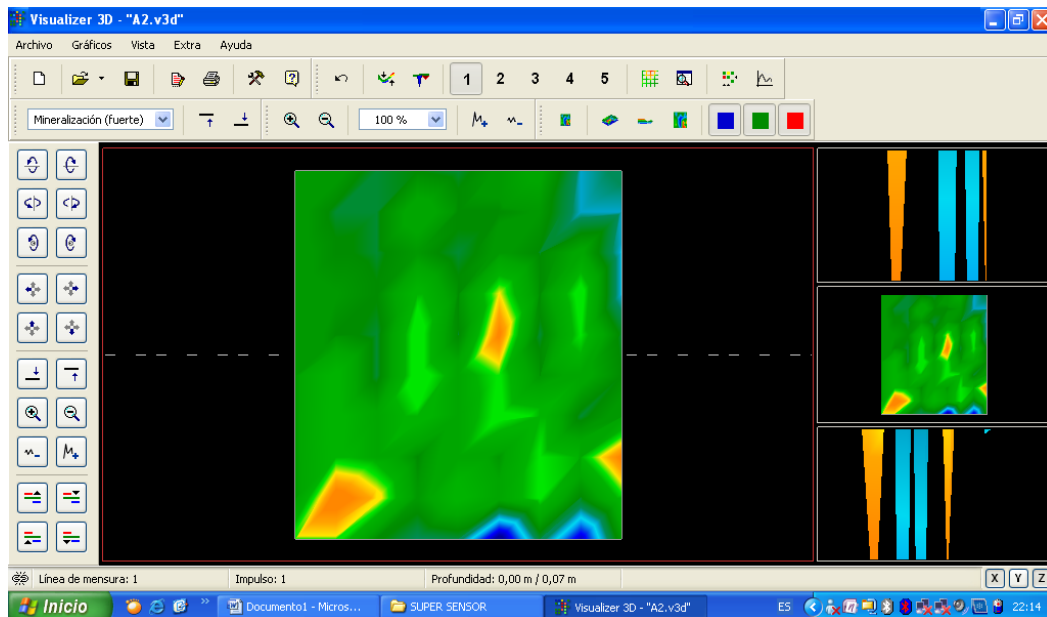 Visualizer 3D - "A2.v3d"
Archivo Gráficos Vista Extra Ayuda
1 2 3 4 5
Mineralización (fuerte) 100 % M+ M-
M- M+
Línea de mensura: 1 Impulso: 1 Profundidad: 0,00 m / 0,07 m X Y Z
Inicio » Documento1 - Micros... SUPER SENSOR Visualizer 3D - "A2.v3d" ES 22:14